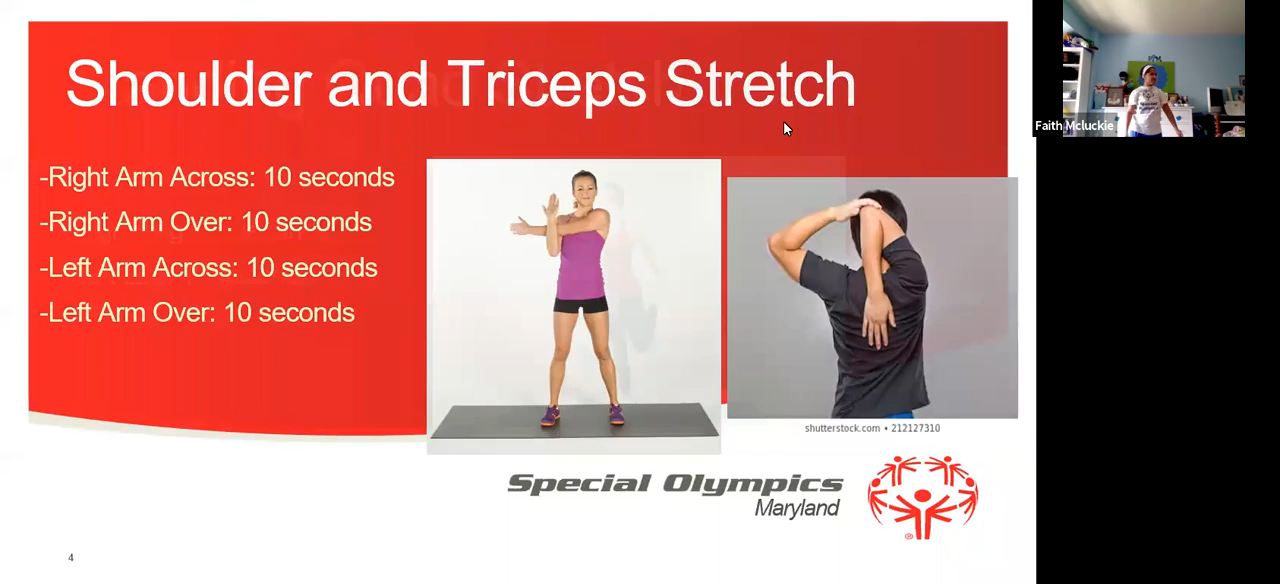 Shoulder and Triceps Stretch
-Right Arm Across: 10 seconds
-Right Arm Over: 10 seconds
-Left Arm Across: 10 seconds
-Left Arm Over: 10 seconds
shutterstock.com • 212127310
Special Olympics
Maryland
®
4
Faith Mcluckie